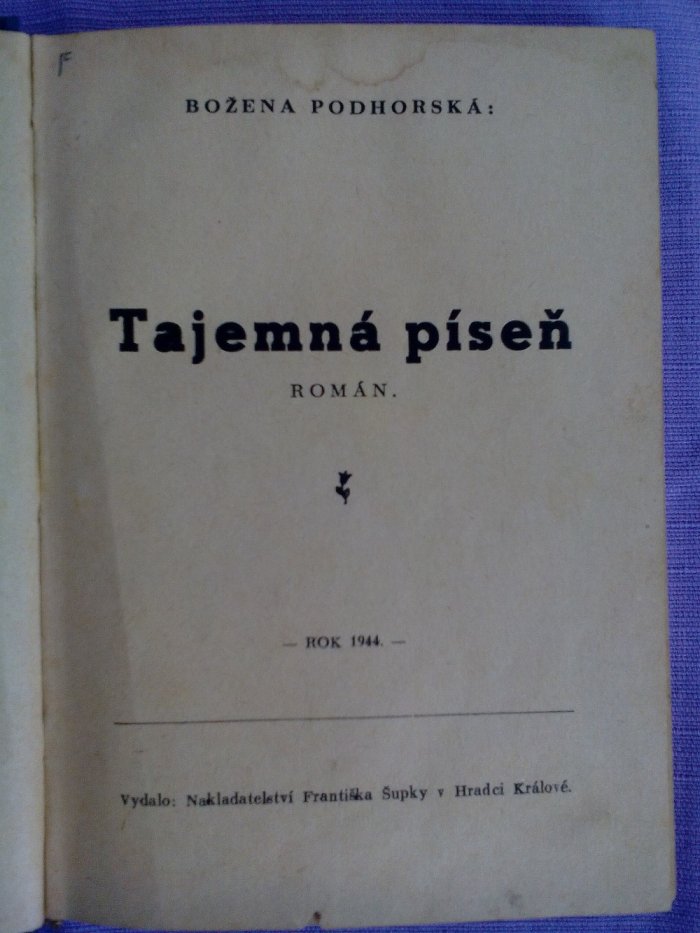 F
BOŽENA PODHORSKÁ:
Tajemná píseň
ROMÁN.
— ROK 1944. —
Vydalo: Nakladatelství Františka Šupky v Hradci Králové.